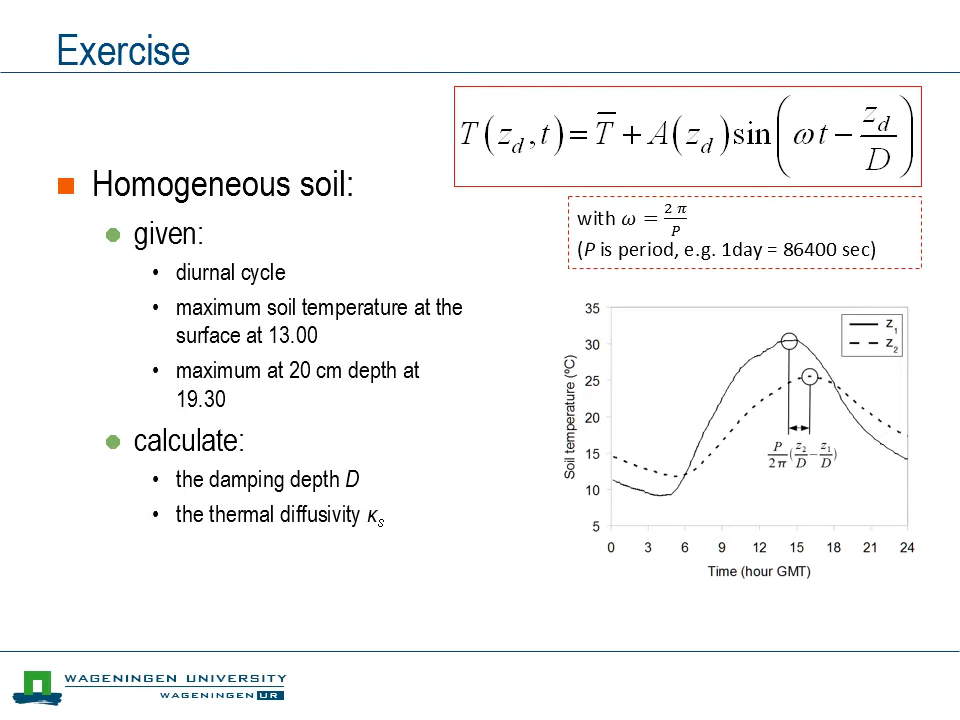 Exercise
T(z_d, t) = T̅ + A(z_d) sin(ω t − z_d/D)
Homogeneous soil:
with ω = 2 π / P
(P is period, e.g. 1day = 86400 sec)
given:
• diurnal cycle
• maximum soil temperature at the
surface at 13.00
• maximum at 20 cm depth at
19.30
calculate:
• the damping depth D
• the thermal diffusivity κ_s
z₁
z₂
Soil temperature (ºC)
35
30
25
20
15
10
5
P/2π (z₂/D − z₁/D)
0 3 6 9 12 15 18 21 24
Time (hour GMT)
WAGENINGEN UNIVERSITY
WAGENINGEN UR